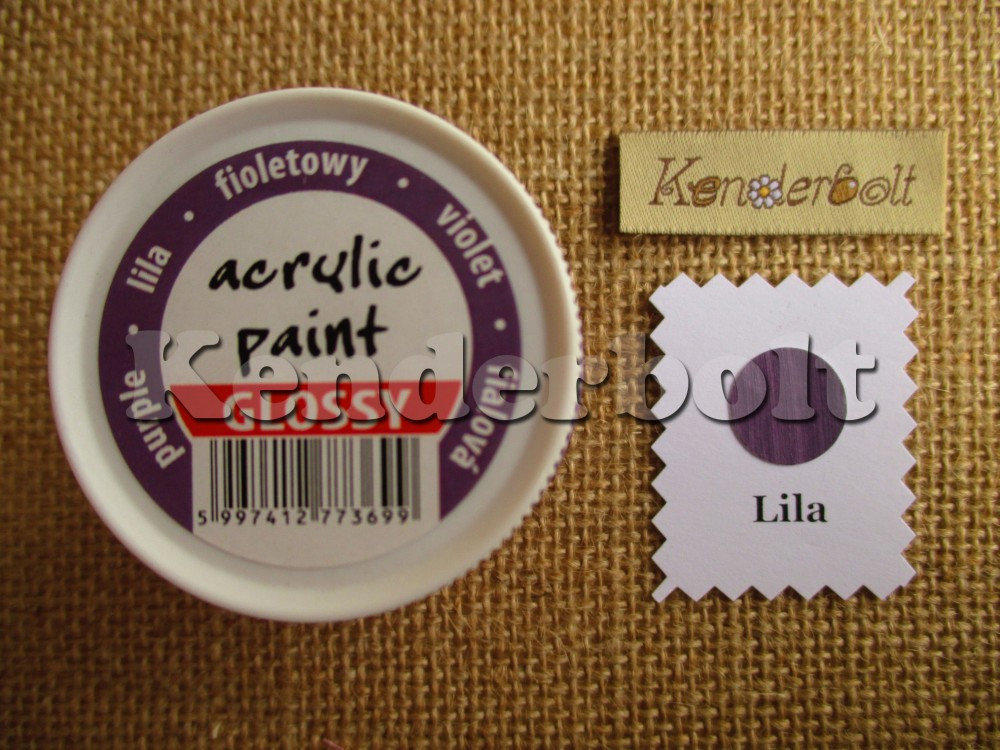 purple • lila • fioletowy • violet • fialová
acrylic
paint
GLOSSY
5 997412 773699
Kenderbolt
Lila
Kenderbolt